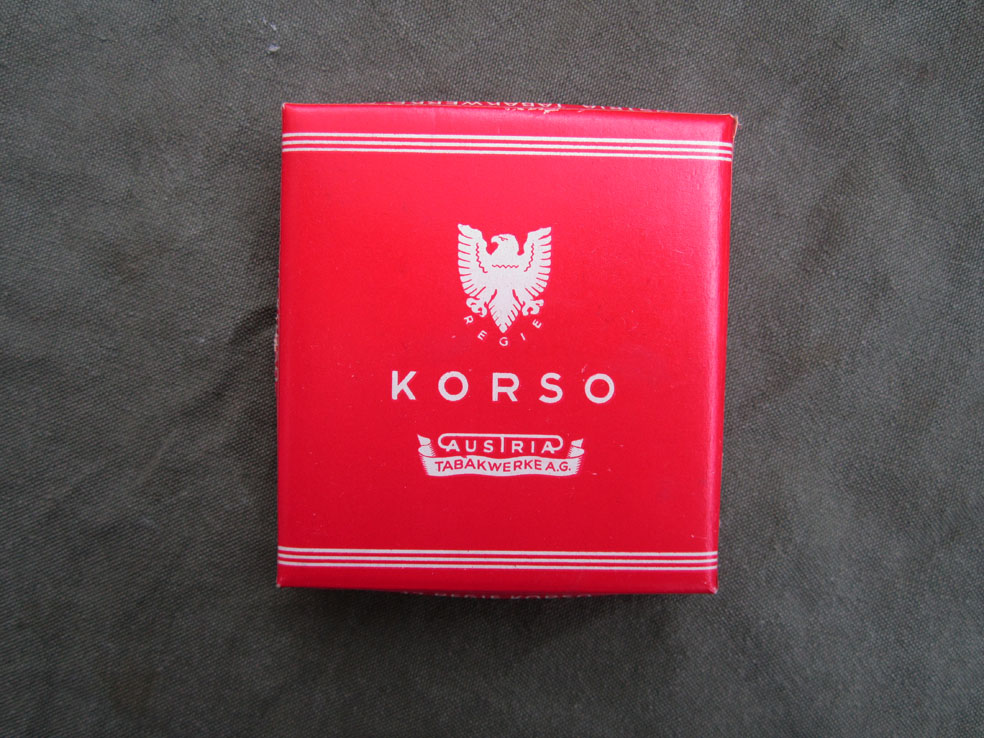 REGIE
KORSO
AUSTRIA
TABAKWERKE A.G.